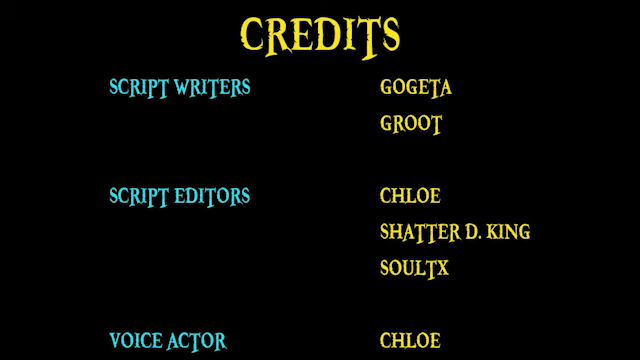 CREDITS
SCRIPT WRITERS GOGETA
GROOT
SCRIPT EDITORS CHLOE
SHATTER D. KING
SOULTX
VOICE ACTOR CHLOE